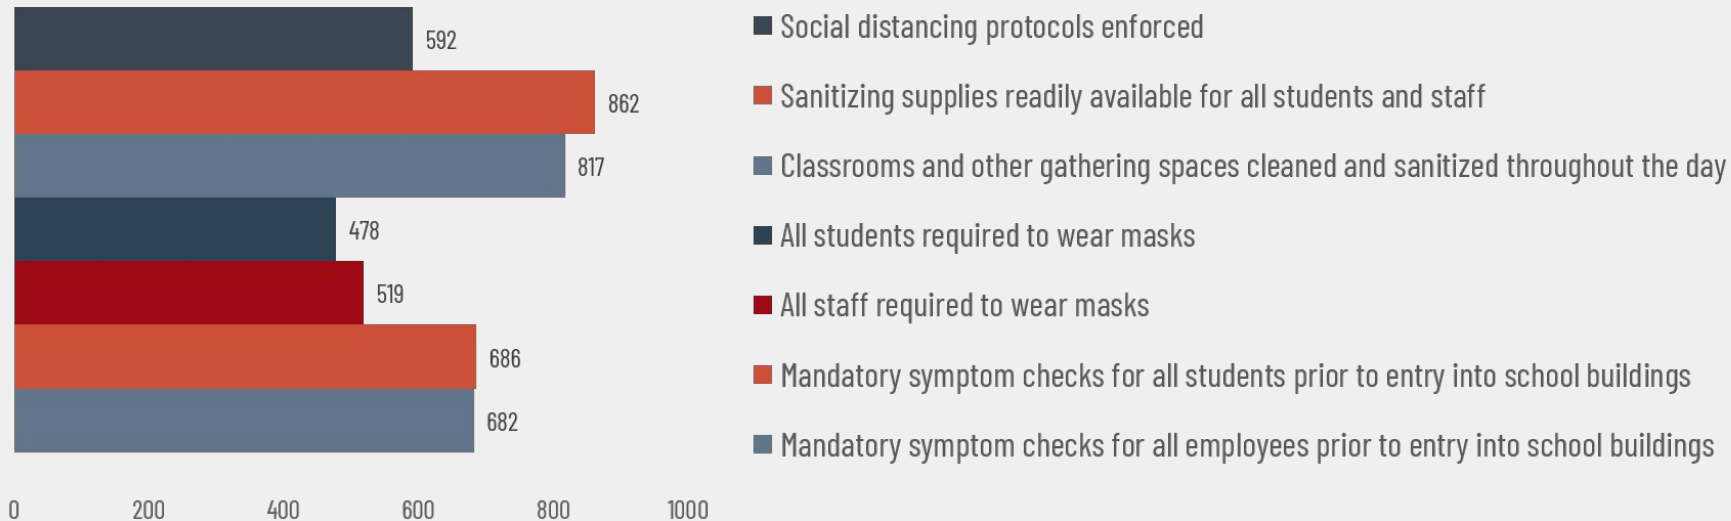 592
Social distancing protocols enforced
862
Sanitizing supplies readily available for all students and staff
817
Classrooms and other gathering spaces cleaned and sanitized throughout the day
478
All students required to wear masks
519
All staff required to wear masks
686
Mandatory symptom checks for all students prior to entry into school buildings
682
Mandatory symptom checks for all employees prior to entry into school buildings
0 200 400 600 800 1000